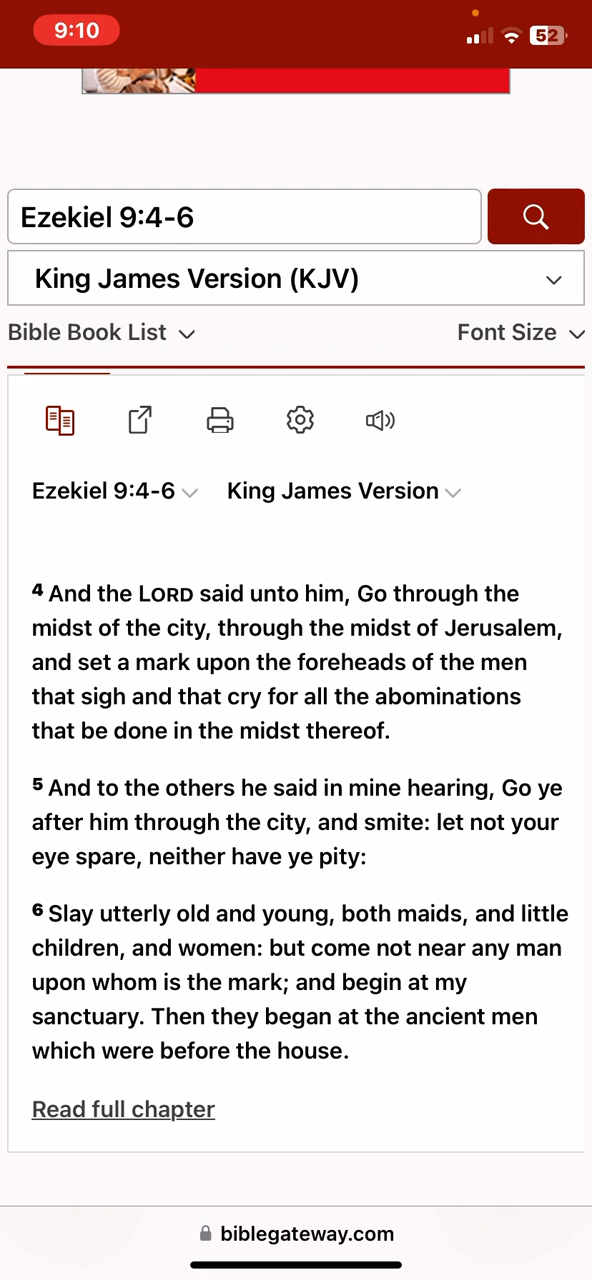 9:10
52
Ezekiel 9:4-6
King James Version (KJV)
Bible Book List
Font Size
Ezekiel 9:4-6 King James Version
4 And the LORD said unto him, Go through the
midst of the city, through the midst of Jerusalem,
and set a mark upon the foreheads of the men
that sigh and that cry for all the abominations
that be done in the midst thereof.
5 And to the others he said in mine hearing, Go ye
after him through the city, and smite: let not your
eye spare, neither have ye pity:
6 Slay utterly old and young, both maids, and little
children, and women: but come not near any man
upon whom is the mark; and begin at my
sanctuary. Then they began at the ancient men
which were before the house.
Read full chapter
biblegateway.com